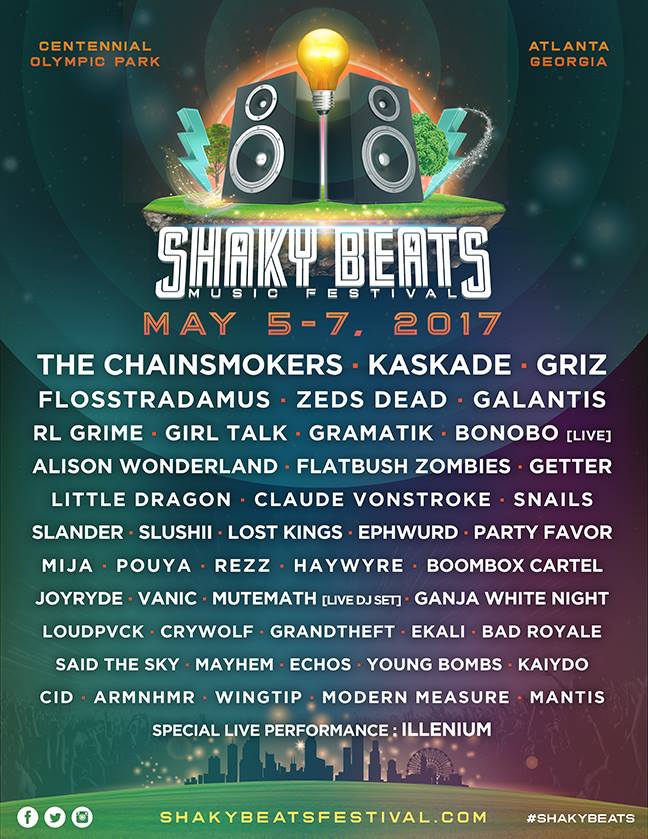 CENTENNIAL
OLYMPIC PARK
ATLANTA
GEORGIA
SHAKY BEATS
MUSIC FESTIVAL
MAY 5-7, 2017
THE CHAINSMOKERS · KASKADE · GRIZ
FLOSSTRADAMUS · ZEDS DEAD · GALANTIS
RL GRIME · GIRL TALK · GRAMATIK · BONOBO [LIVE]
ALISON WONDERLAND · FLATBUSH ZOMBIES · GETTER
LITTLE DRAGON · CLAUDE VONSTROKE · SNAILS
SLANDER · SLUSHII · LOST KINGS · EPHWURD · PARTY FAVOR
MIJA · POUYA · REZZ · HAYWYRE · BOOMBOX CARTEL
JOYRYDE · VANIC · MUTEMATH [LIVE DJ SET] · GANJA WHITE NIGHT
LOUDPVCK · CRYWOLF · GRANDTHEFT · EKALI · BAD ROYALE
SAID THE SKY · MAYHEM · ECHOS · YOUNG BOMBS · KAIYDO
CID · ARMNHMR · WINGTIP · MODERN MEASURE · MANTIS
SPECIAL LIVE PERFORMANCE : ILLENIUM
SHAKYBEATSFESTIVAL.COM
#SHAKYBEATS